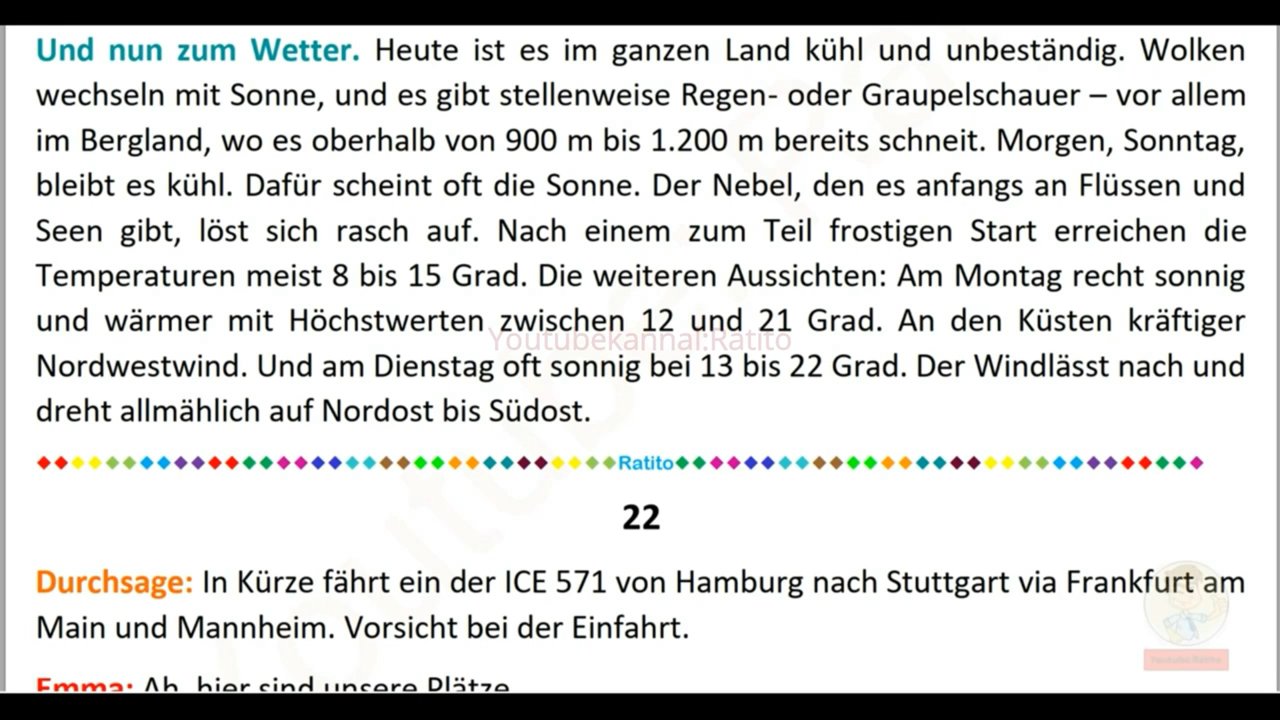 Und nun zum Wetter. Heute ist es im ganzen Land kühl und unbeständig. Wolken
wechseln mit Sonne, und es gibt stellenweise Regen- oder Graupelschauer – vor allem
im Bergland, wo es oberhalb von 900 m bis 1.200 m bereits schneit. Morgen, Sonntag,
bleibt es kühl. Dafür scheint oft die Sonne. Der Nebel, den es anfangs an Flüssen und
Seen gibt, löst sich rasch auf. Nach einem zum Teil frostigen Start erreichen die
Temperaturen meist 8 bis 15 Grad. Die weiteren Aussichten: Am Montag recht sonnig
und wärmer mit Höchstwerten zwischen 12 und 21 Grad. An den Küsten kräftiger
Youtubekannal:Ratito
Nordwestwind. Und am Dienstag oft sonnig bei 13 bis 22 Grad. Der Windlässt nach und
dreht allmählich auf Nordost bis Südost.
Ratito
22
Durchsage: In Kürze fährt ein der ICE 571 von Hamburg nach Stuttgart via Frankfurt am
Main und Mannheim. Vorsicht bei der Einfahrt.
Youtube:Ratito
Emma: Ah, hier sind unsere Plätze